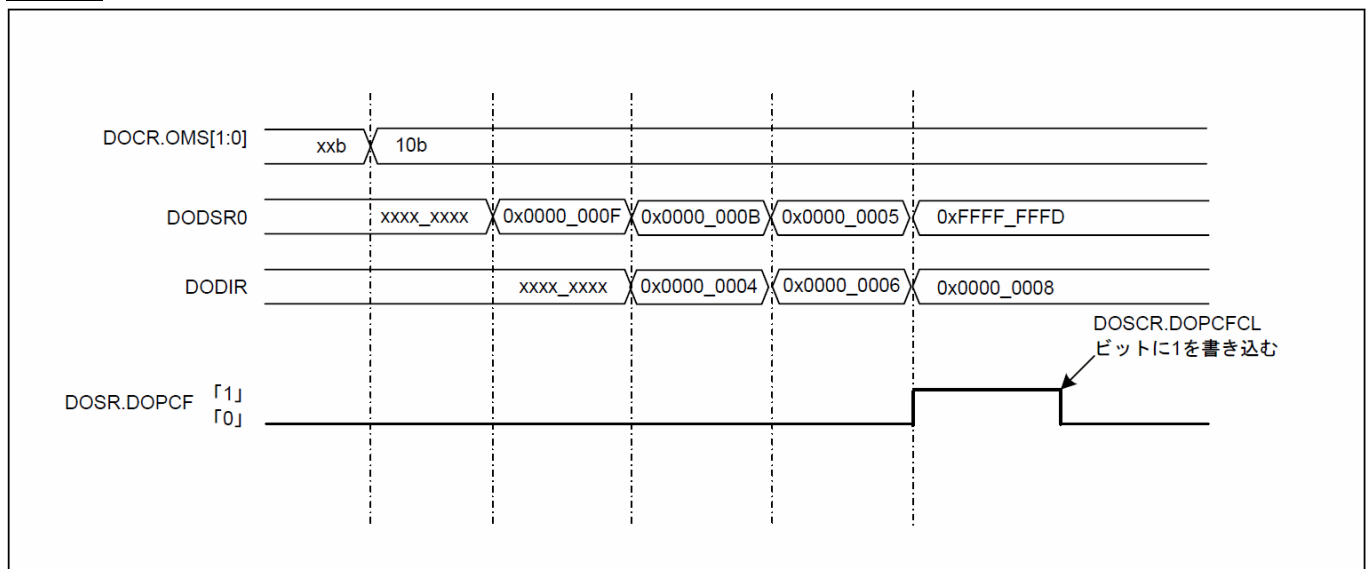 DOCR.OMS[1:0] xxb 10b
DODSR0 xxxx_xxxx 0x0000_000F 0x0000_000B 0x0000_0005 0xFFFF_FFFD
DODIR xxxx_xxxx 0x0000_0004 0x0000_0006 0x0000_0008
DOSCR.DOPCFCL
ビットに1を書き込む
DOSR.DOPCF 「1」
「0」